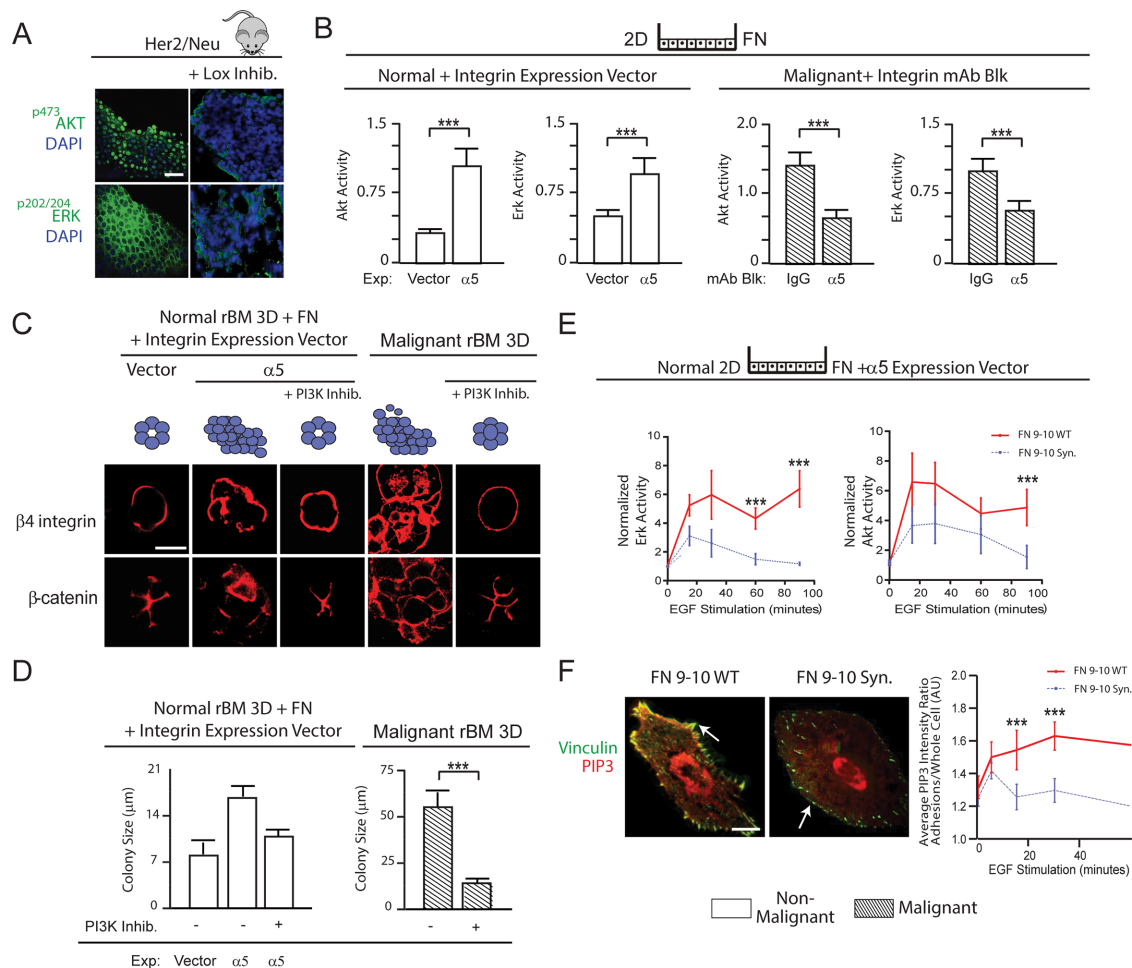 A
Her2/Neu
+ Lox Inhib.
p473
AKT
DAPI
p202/204
ERK
DAPI
B
2D FN
Normal + Integrin Expression Vector
Malignant+ Integrin mAb Blk
Akt Activity
1.5
0.75
0
***
Exp: Vector α5
Erk Activity
1.5
0.75
0
***
Vector α5
Akt Activity
2.0
1.0
0
***
mAb Blk: IgG α5
Erk Activity
1.5
0.75
0
***
IgG α5
C
Normal rBM 3D + FN
+ Integrin Expression Vector
Malignant rBM 3D
Vector
α5
+ PI3K Inhib.
+ PI3K Inhib.
β4 integrin
β-catenin
D
Normal rBM 3D + FN
+ Integrin Expression Vector
Malignant rBM 3D
Colony Size (μm)
21
14
7
0
Colony Size (μm)
75
50
25
0
***
PI3K Inhib. - - + - +
Exp: Vector α5 α5
E
Normal 2D FN +α5 Expression Vector
Normalized
Erk Activity
10
8
6
4
2
0
0 20 40 60 80 100
EGF Stimulation (minutes)
***
***
FN 9-10 WT
FN 9-10 Syn.
Normalized
Akt Activity
10
8
6
4
2
0
0 20 40 60 80 100
EGF Stimulation (minutes)
***
FN 9-10 WT
FN 9-10 Syn.
F
FN 9-10 WT
FN 9-10 Syn.
Vinculin
PIP3
Average PIP3 Intensity Ratio
Adhesions/Whole Cell (AU)
2.0
1.8
1.6
1.4
1.2
1.0
0 20 40
EGF Stimulation (minutes)
***
***
FN 9-10 WT
FN 9-10 Syn.
Non-
Malignant
Malignant